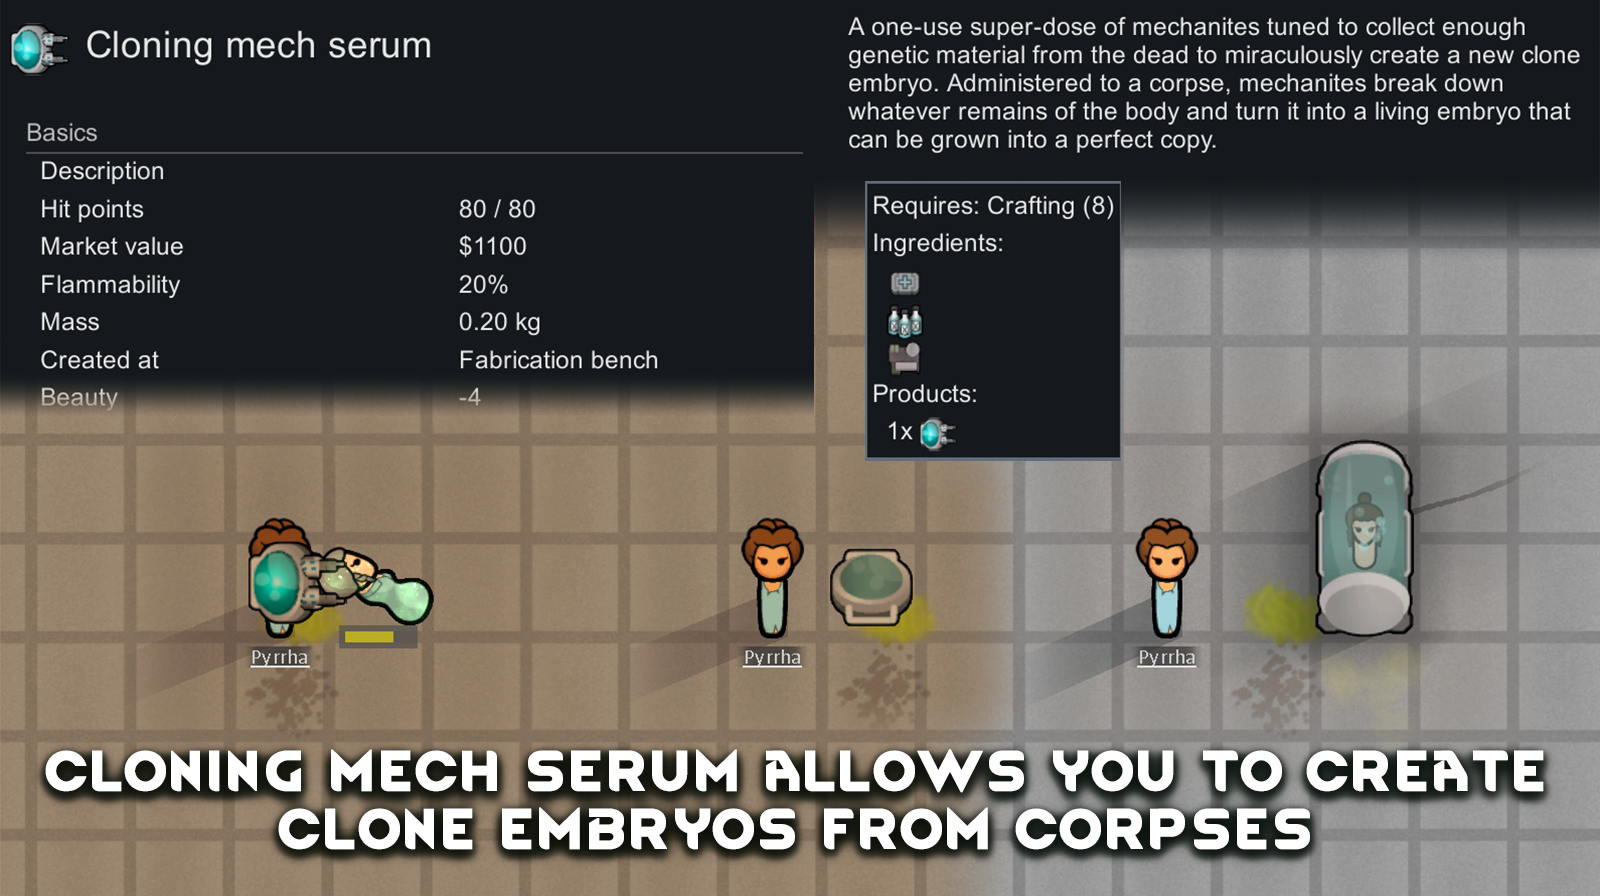 Cloning mech serum
Basics
Description
Hit points 80 / 80
Market value $1100
Flammability 20%
Mass 0.20 kg
Created at Fabrication bench
Beauty -4
A one-use super-dose of mechanites tuned to collect enough
genetic material from the dead to miraculously create a new clone
embryo. Administered to a corpse, mechanites break down
whatever remains of the body and turn it into a living embryo that
can be grown into a perfect copy.
Requires: Crafting (8)
Ingredients:
Products:
1x
Pyrrha
Pyrrha
Pyrrha
CLONING MECH SERUM ALLOWS YOU TO CREATE
CLONE EMBRYOS FROM CORPSES